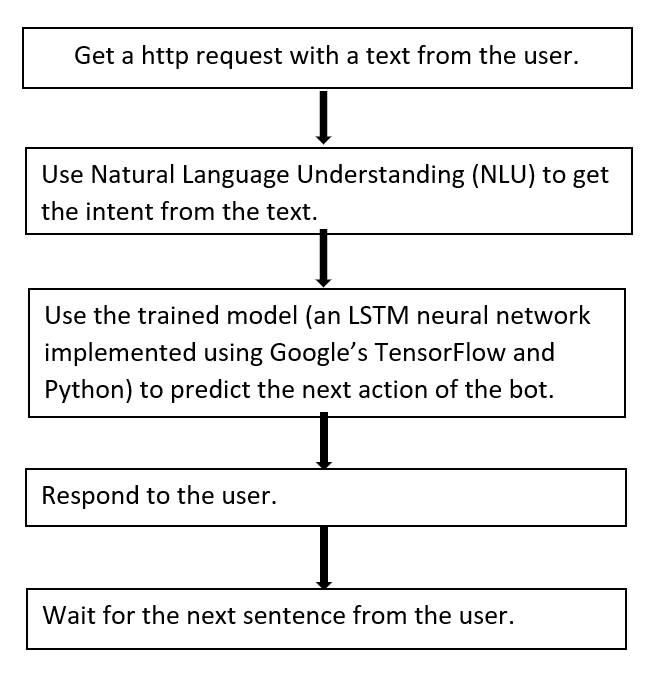 Get a http request with a text from the user.
Use Natural Language Understanding (NLU) to get
the intent from the text.
Use the trained model (an LSTM neural network
implemented using Google’s TensorFlow and
Python) to predict the next action of the bot.
Respond to the user.
Wait for the next sentence from the user.